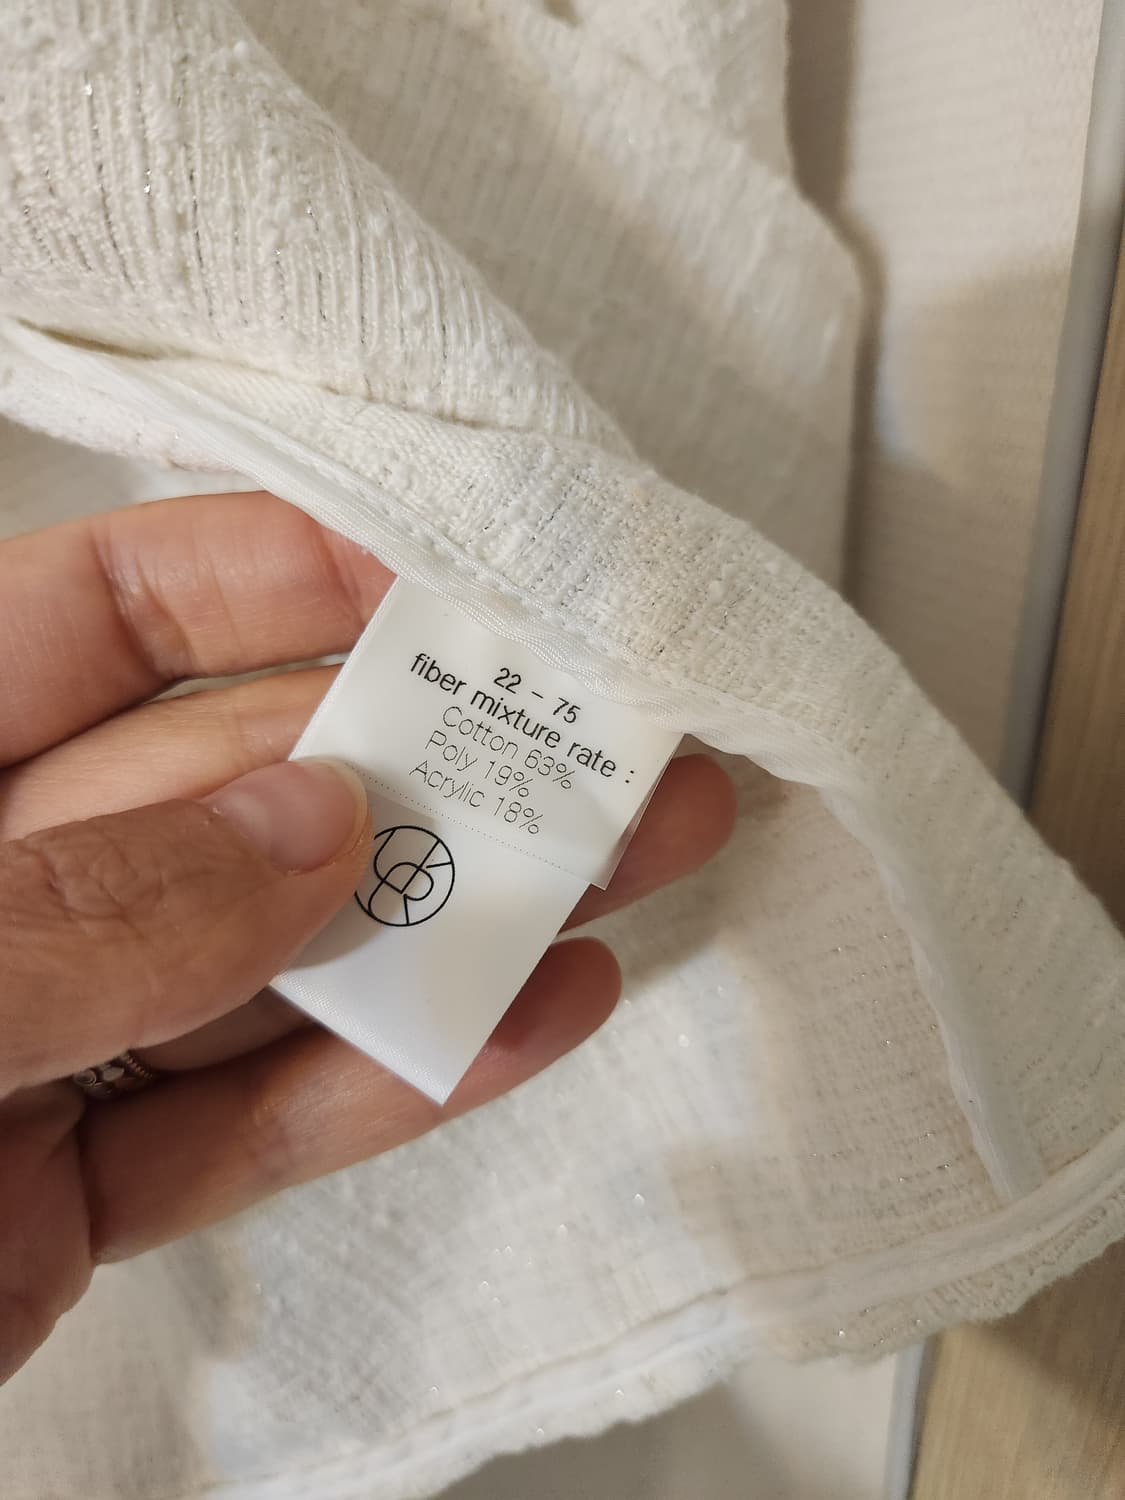 22 - 75
fiber mixture rate :
Cotton 63%
Poly 19%
Acrylic 18%